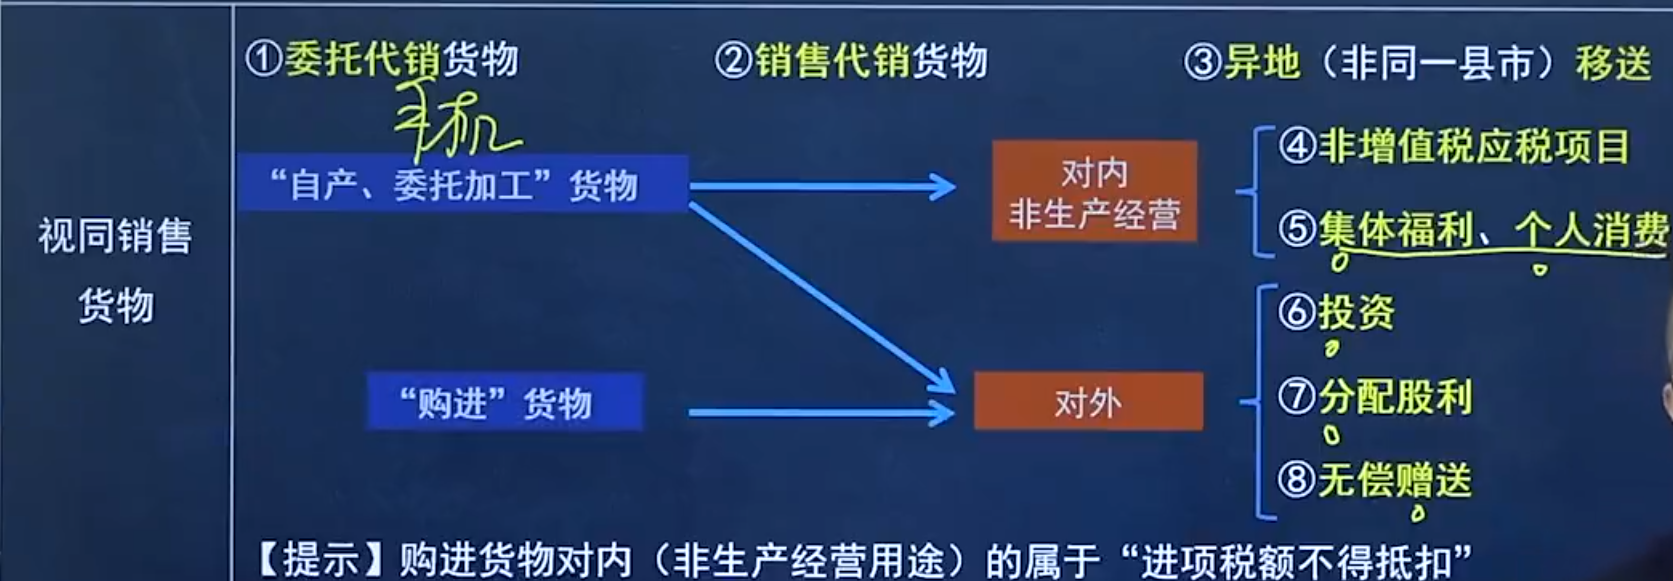 ①委托代销货物 ②销售代销货物 ③异地（非同一县市）移送
手机
“自产、委托加工”货物
对内
非生产经营
④非增值税应税项目
⑤集体福利、个人消费
视同销售
货物
⑥投资
“购进”货物
对外
⑦分配股利
⑧无偿赠送
【提示】购进货物对内（非生产经营用途）的属于“进项税额不得抵扣”